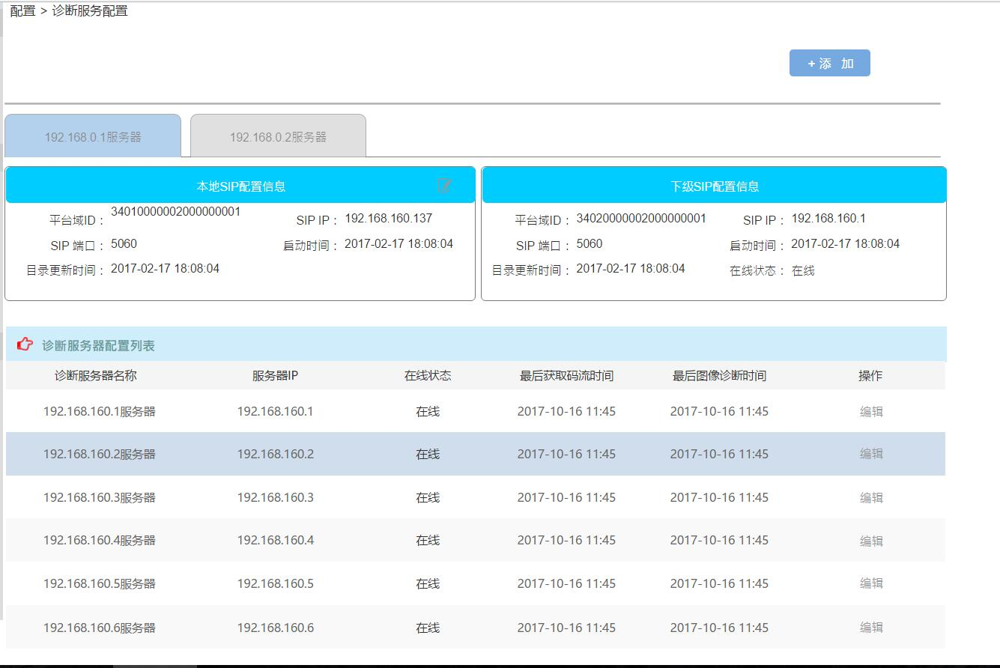 配置 > 诊断服务配置
+ 添 加
192.168.0.1服务器 192.168.0.2服务器
本地SIP配置信息
平台域ID： 34010000002000000001 SIP IP： 192.168.160.137
SIP 端口： 5060 启动时间： 2017-02-17 18:08:04
目录更新时间： 2017-02-17 18:08:04
下级SIP配置信息
平台域ID： 34020000002000000001 SIP IP： 192.168.160.1
SIP 端口： 5060 启动时间： 2017-02-17 18:08:04
目录更新时间： 2017-02-17 18:08:04 在线状态： 在线
诊断服务器配置列表
诊断服务器名称 服务器IP 在线状态 最后获取码流时间 最后图像诊断时间 操作
192.168.160.1服务器 192.168.160.1 在线 2017-10-16 11:45 2017-10-16 11:45 编辑
192.168.160.2服务器 192.168.160.2 在线 2017-10-16 11:45 2017-10-16 11:45 编辑
192.168.160.3服务器 192.168.160.3 在线 2017-10-16 11:45 2017-10-16 11:45 编辑
192.168.160.4服务器 192.168.160.4 在线 2017-10-16 11:45 2017-10-16 11:45 编辑
192.168.160.5服务器 192.168.160.5 在线 2017-10-16 11:45 2017-10-16 11:45 编辑
192.168.160.6服务器 192.168.160.6 在线 2017-10-16 11:45 2017-10-16 11:45 编辑